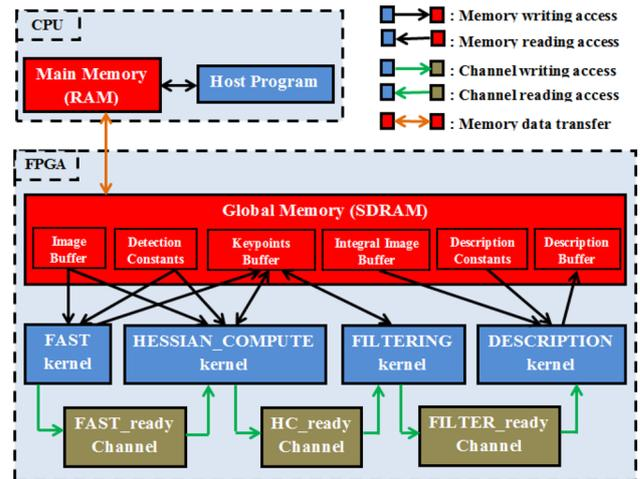 CPU
Main Memory
(RAM)
Host Program
: Memory writing access
: Memory reading access
: Channel writing access
: Channel reading access
: Memory data transfer
FPGA
Global Memory (SDRAM)
Image
Buffer
Detection
Constants
Keypoints
Buffer
Integral Image
Buffer
Description
Constants
Description
Buffer
FAST
kernel
HESSIAN_COMPUTE
kernel
FILTERING
kernel
DESCRIPTION
kernel
FAST_ready
Channel
HC_ready
Channel
FILTER_ready
Channel